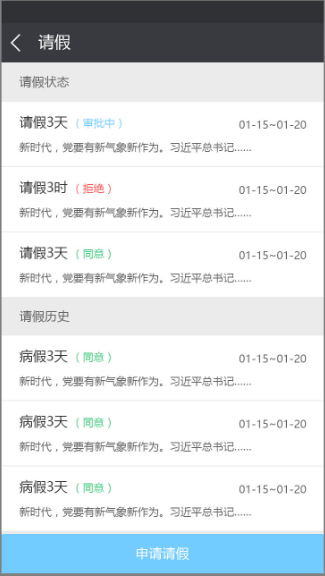 请假
请假状态
请假3天（审批中） 01-15~01-20
新时代，党要有新气象新作为。习近平总书记......
请假3时（拒绝） 01-15~01-20
新时代，党要有新气象新作为。习近平总书记......
请假3天（同意） 01-15~01-20
新时代，党要有新气象新作为。习近平总书记......
请假历史
病假3天（同意） 01-15~01-20
新时代，党要有新气象新作为。习近平总书记......
病假3天（同意） 01-15~01-20
新时代，党要有新气象新作为。习近平总书记......
病假3天（同意） 01-15~01-20
新时代，党要有新气象新作为。习近平总书记......
申请请假